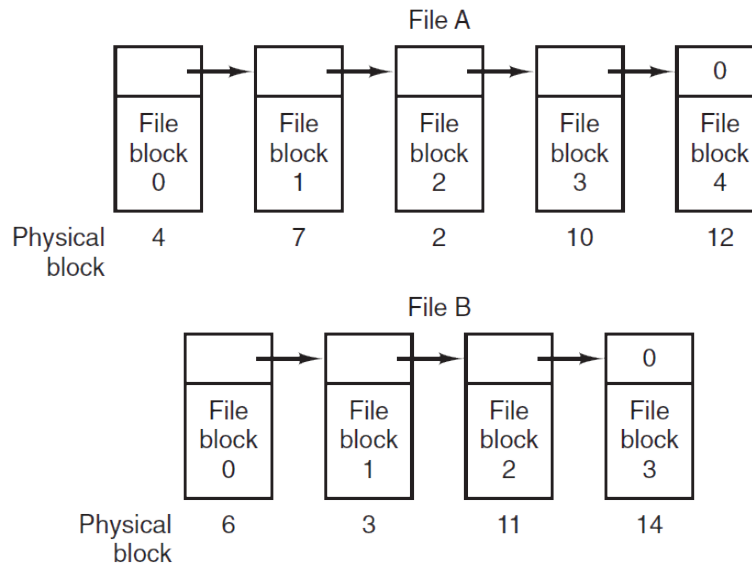 File A
0
File block 0
File block 1
File block 2
File block 3
File block 4
Physical block
4 7 2 10 12
File B
0
File block 0
File block 1
File block 2
File block 3
Physical block
6 3 11 14